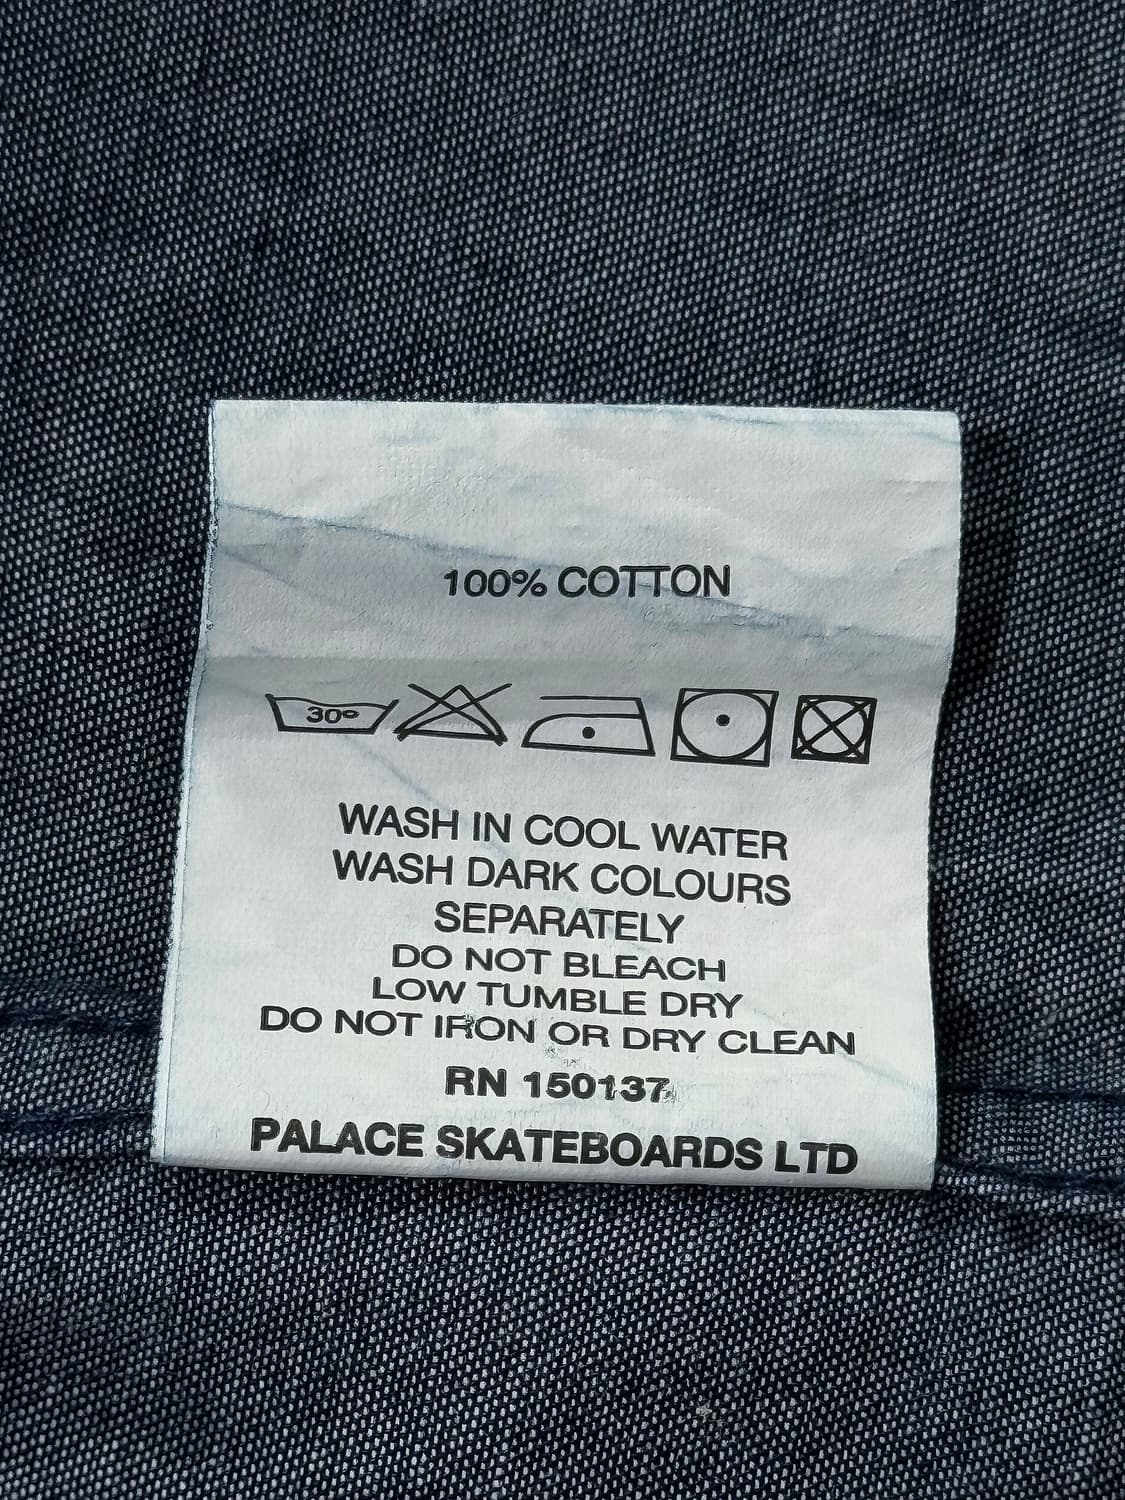 100% COTTON
30°
WASH IN COOL WATER
WASH DARK COLOURS
SEPARATELY
DO NOT BLEACH
LOW TUMBLE DRY
DO NOT IRON OR DRY CLEAN
RN 150137
PALACE SKATEBOARDS LTD